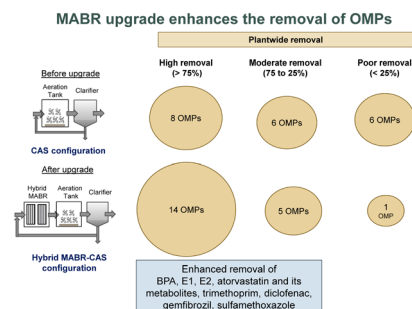 MABR upgrade enhances the removal of OMPs
Plantwide removal
High removal
(> 75%)
Moderate removal
(75 to 25%)
Poor removal
(< 25%)
Before upgrade
Aeration
Tank
Clarifier
CAS configuration
8 OMPs
6 OMPs
6 OMPs
After upgrade
Hybrid
MABR
Aeration
Tank
Clarifier
Hybrid MABR-CAS
configuration
14 OMPs
5 OMPs
1
OMP
Enhanced removal of
BPA, E1, E2, atorvastatin and its
metabolites, trimethoprim, diclofenac,
gemfibrozil, sulfamethoxazole